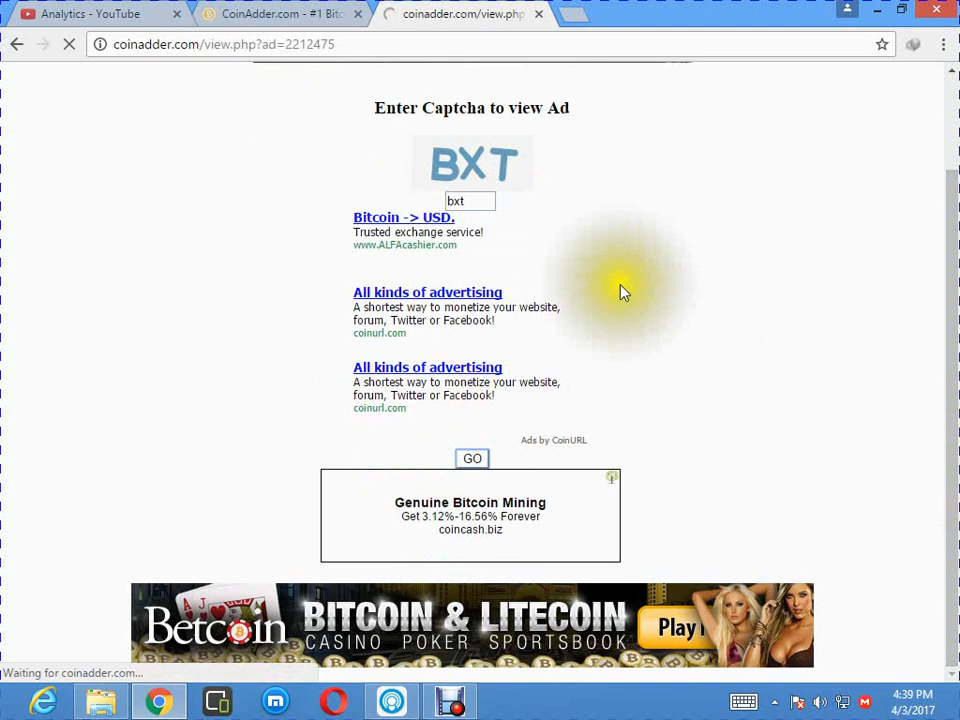 Analytics - YouTube
CoinAdder.com - #1 Bitc
coinadder.com/view.php
coinadder.com/view.php?ad=2212475
Enter Captcha to view Ad
BXT
bxt
Bitcoin -> USD.
Trusted exchange service!
www.ALFAcashier.com
All kinds of advertising
A shortest way to monetize your website,
forum, Twitter or Facebook!
coinurl.com
All kinds of advertising
A shortest way to monetize your website,
forum, Twitter or Facebook!
coinurl.com
Ads by CoinURL
GO
Genuine Bitcoin Mining
Get 3.12%-16.56% Forever
coincash.biz
Betcoin
BITCOIN & LITECOIN
CASINO POKER SPORTSBOOK
Play
Waiting for coinadder.com...
4:39 PM
4/3/2017